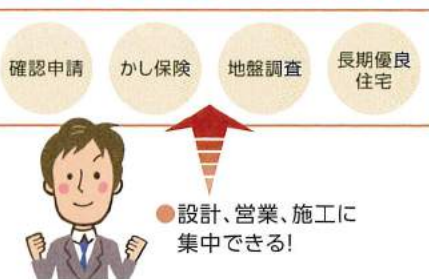 確認申請
かし保険
地盤調査
長期優良
住宅
●設計、営業、施工に
集中できる!